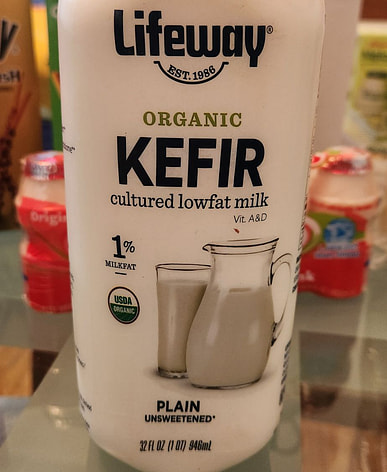 Lifeway®
EST. 1986
ORGANIC
KEFIR
cultured lowfat milk
Vit. A&D
1%
MILKFAT
USDA
ORGANIC
PLAIN
UNSWEETENED*
32 FL OZ (1 QT) 946mL
Origin